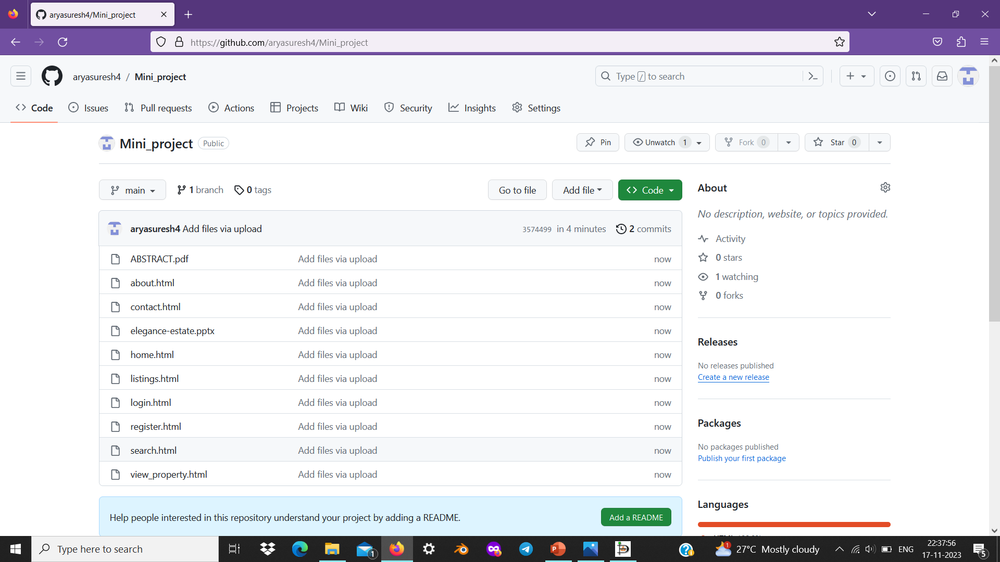 aryasuresh4/Mini_project
https://github.com/aryasuresh4/Mini_project
aryasuresh4 / Mini_project
Type / to search
Code Issues Pull requests Actions Projects Wiki Security Insights Settings
Mini_project Public
Pin Unwatch 1 Fork 0 Star 0
main 1 branch 0 tags Go to file Add file Code
aryasuresh4 Add files via upload 3574499 in 4 minutes 2 commits
ABSTRACT.pdf Add files via upload now
about.html Add files via upload now
contact.html Add files via upload now
elegance-estate.pptx Add files via upload now
home.html Add files via upload now
listings.html Add files via upload now
login.html Add files via upload now
register.html Add files via upload now
search.html Add files via upload now
view_property.html Add files via upload now
Help people interested in this repository understand your project by adding a README. Add a README
About
No description, website, or topics provided.
Activity
0 stars
1 watching
0 forks
Releases
No releases published
Create a new release
Packages
No packages published
Publish your first package
Languages
Type here to search
1
1
27°C Mostly cloudy
ENG
22:37:56
17-11-2023
5